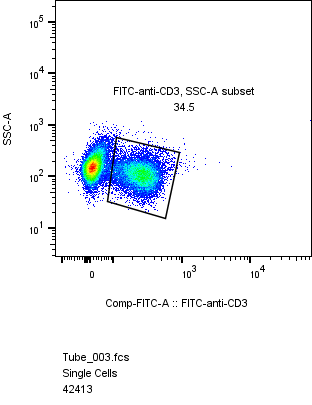 10^5
10^4
FITC-anti-CD3, SSC-A subset
34.5
10^3
SSC-A
10^2
10^1
0 10^3 10^4
Comp-FITC-A :: FITC-anti-CD3
Tube_003.fcs
Single Cells
42413